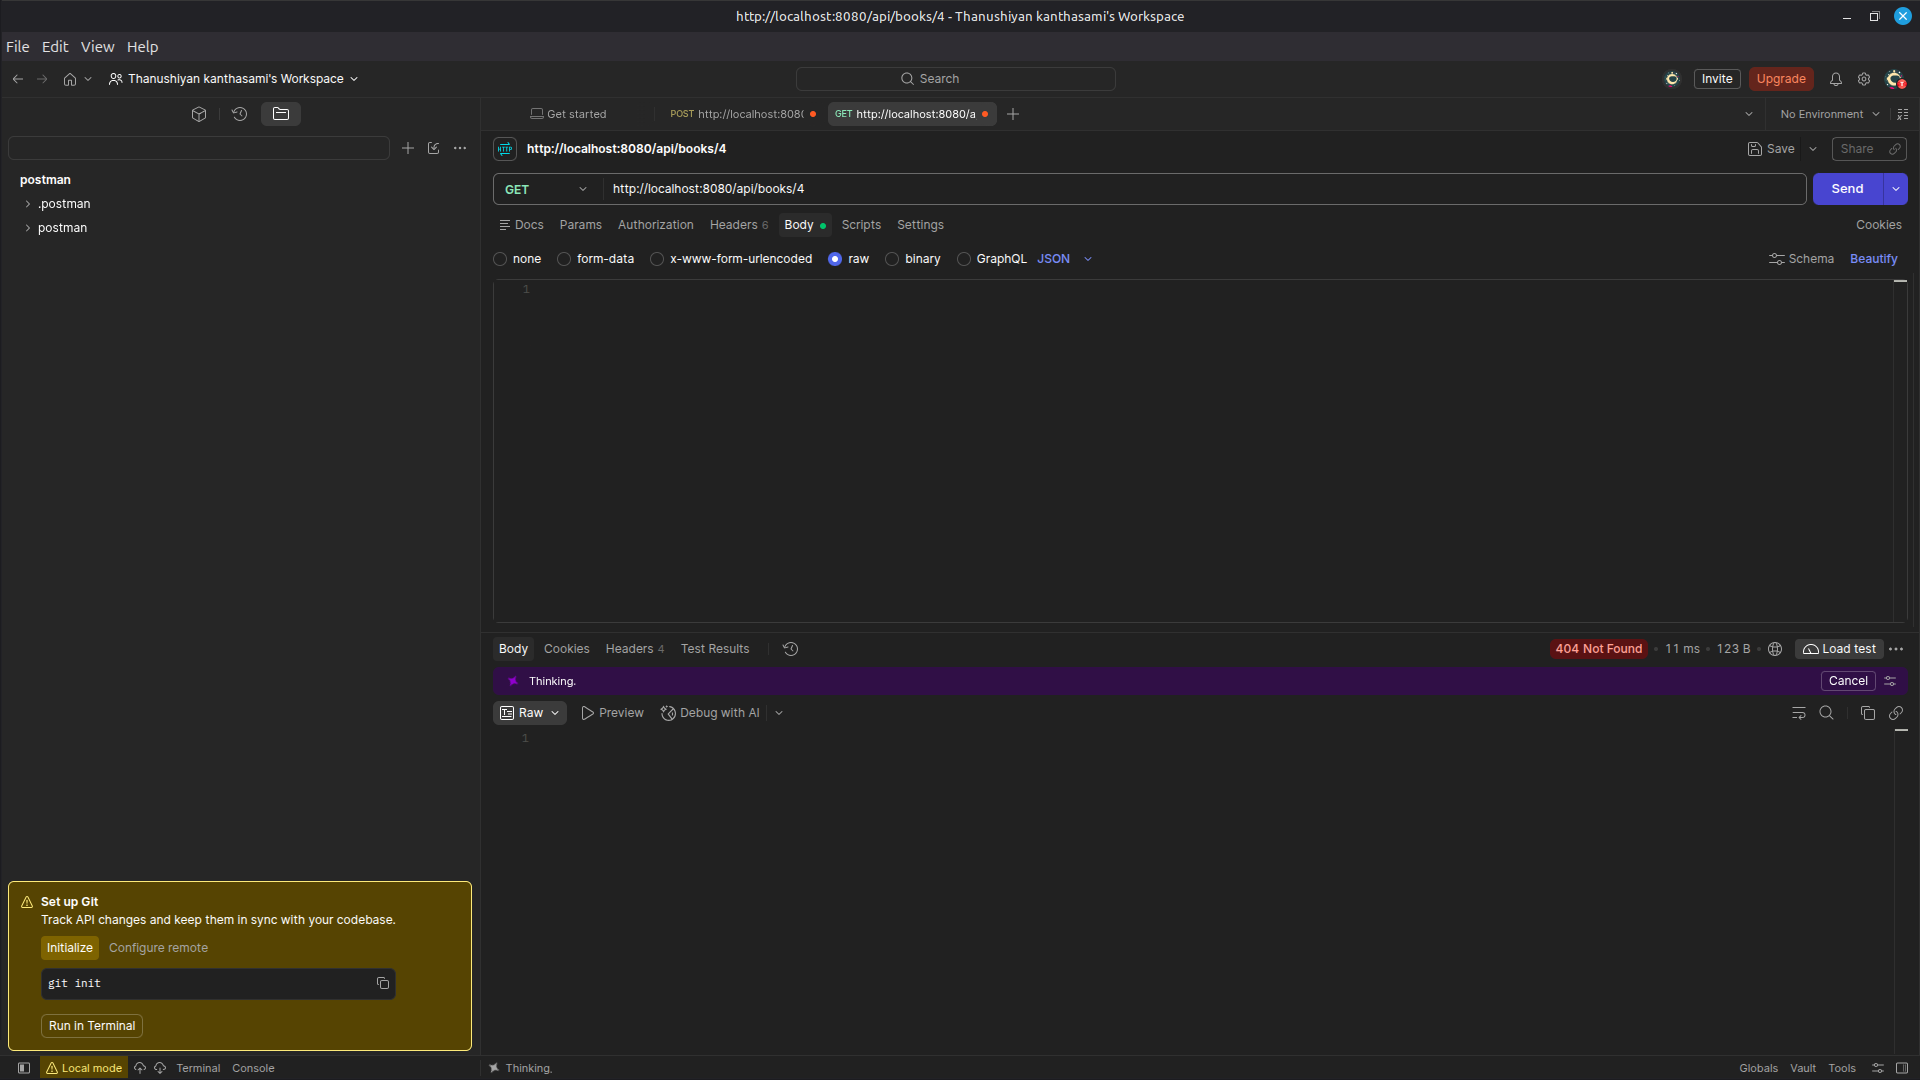 http://localhost:8080/api/books/4 - Thanushiyan kanthasami's Workspace
File Edit View Help
Thanushiyan kanthasami's Workspace
Search
Invite
Upgrade
Get started
POST http://localhost:808
GET http://localhost:8080/a
No Environment
postman
.postman
postman
HTTP
http://localhost:8080/api/books/4
Save
Share
GET
http://localhost:8080/api/books/4
Send
Docs Params Authorization Headers 6 Body Scripts Settings
Cookies
none form-data x-www-form-urlencoded raw binary GraphQL JSON
Schema
Beautify
1
Body Cookies Headers 4 Test Results
404 Not Found • 11 ms • 123 B
Load test
Thinking.
Cancel
Raw
Preview
Debug with AI
1
Set up Git
Track API changes and keep them in sync with your codebase.
Initialize Configure remote
git init
Run in Terminal
Local mode
Terminal Console
Thinking.
Globals Vault Tools